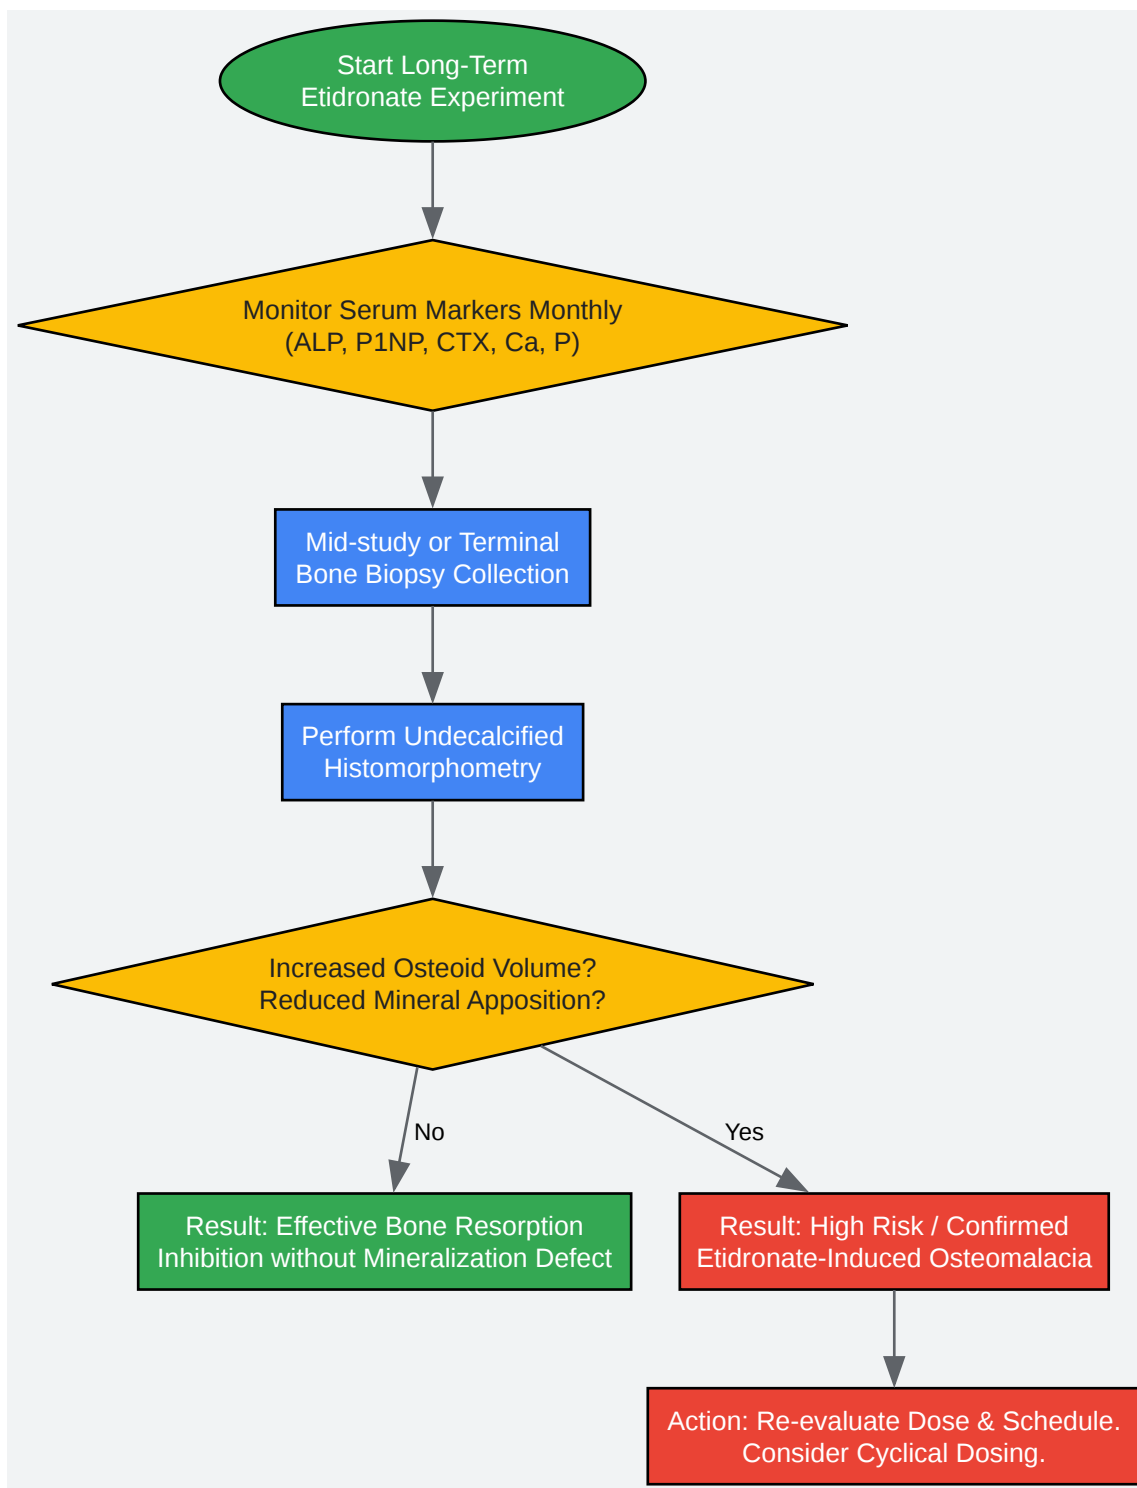 Start Long-Term
Etidronate Experiment
Monitor Serum Markers Monthly
(ALP, P1NP, CTX, Ca, P)
Mid-study or Terminal
Bone Biopsy Collection
Perform Undecalcified
Histomorphometry
Increased Osteoid Volume?
Reduced Mineral Apposition?
No
Yes
Result: Effective Bone Resorption
Inhibition without Mineralization Defect
Result: High Risk / Confirmed
Etidronate-Induced Osteomalacia
Action: Re-evaluate Dose & Schedule.
Consider Cyclical Dosing.